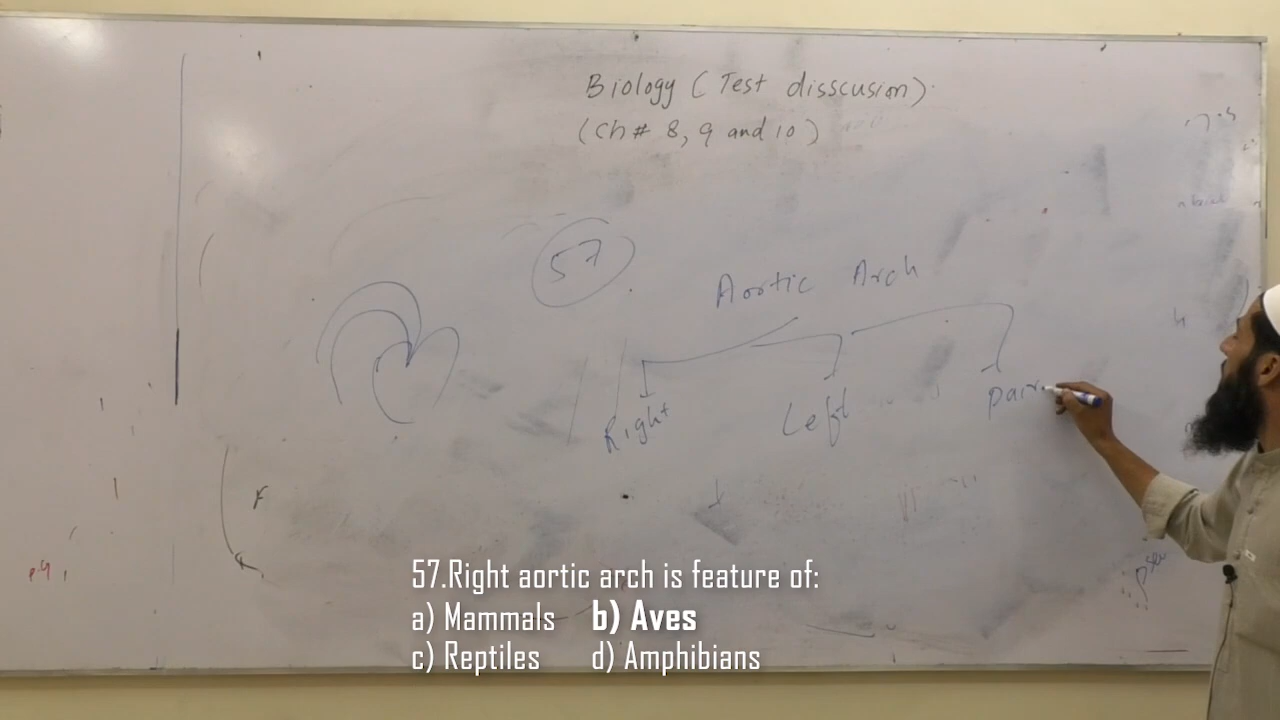 Biology (Test disscusion)
(Ch# 8, 9 and 10)
57
Aortic Arch
Right Left Pair
57.Right aortic arch is feature of:
a) Mammals b) Aves
c) Reptiles d) Amphibians